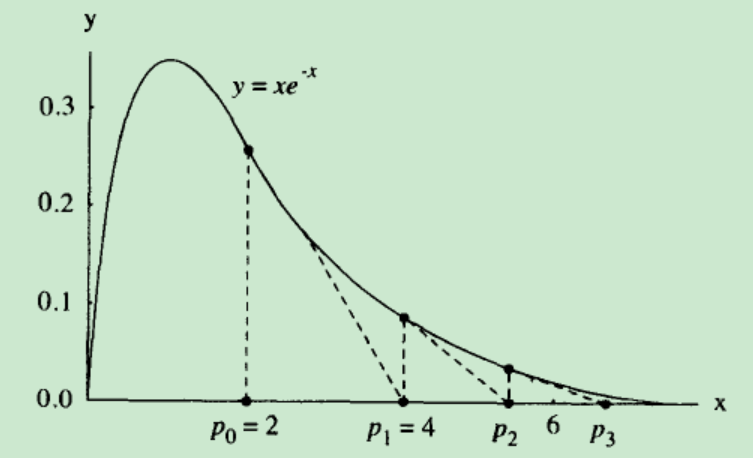 y
y = xe^{-x}
0.3
0.2
0.1
0.0
x
p₀ = 2
p₁ = 4
p₂
6
p₃